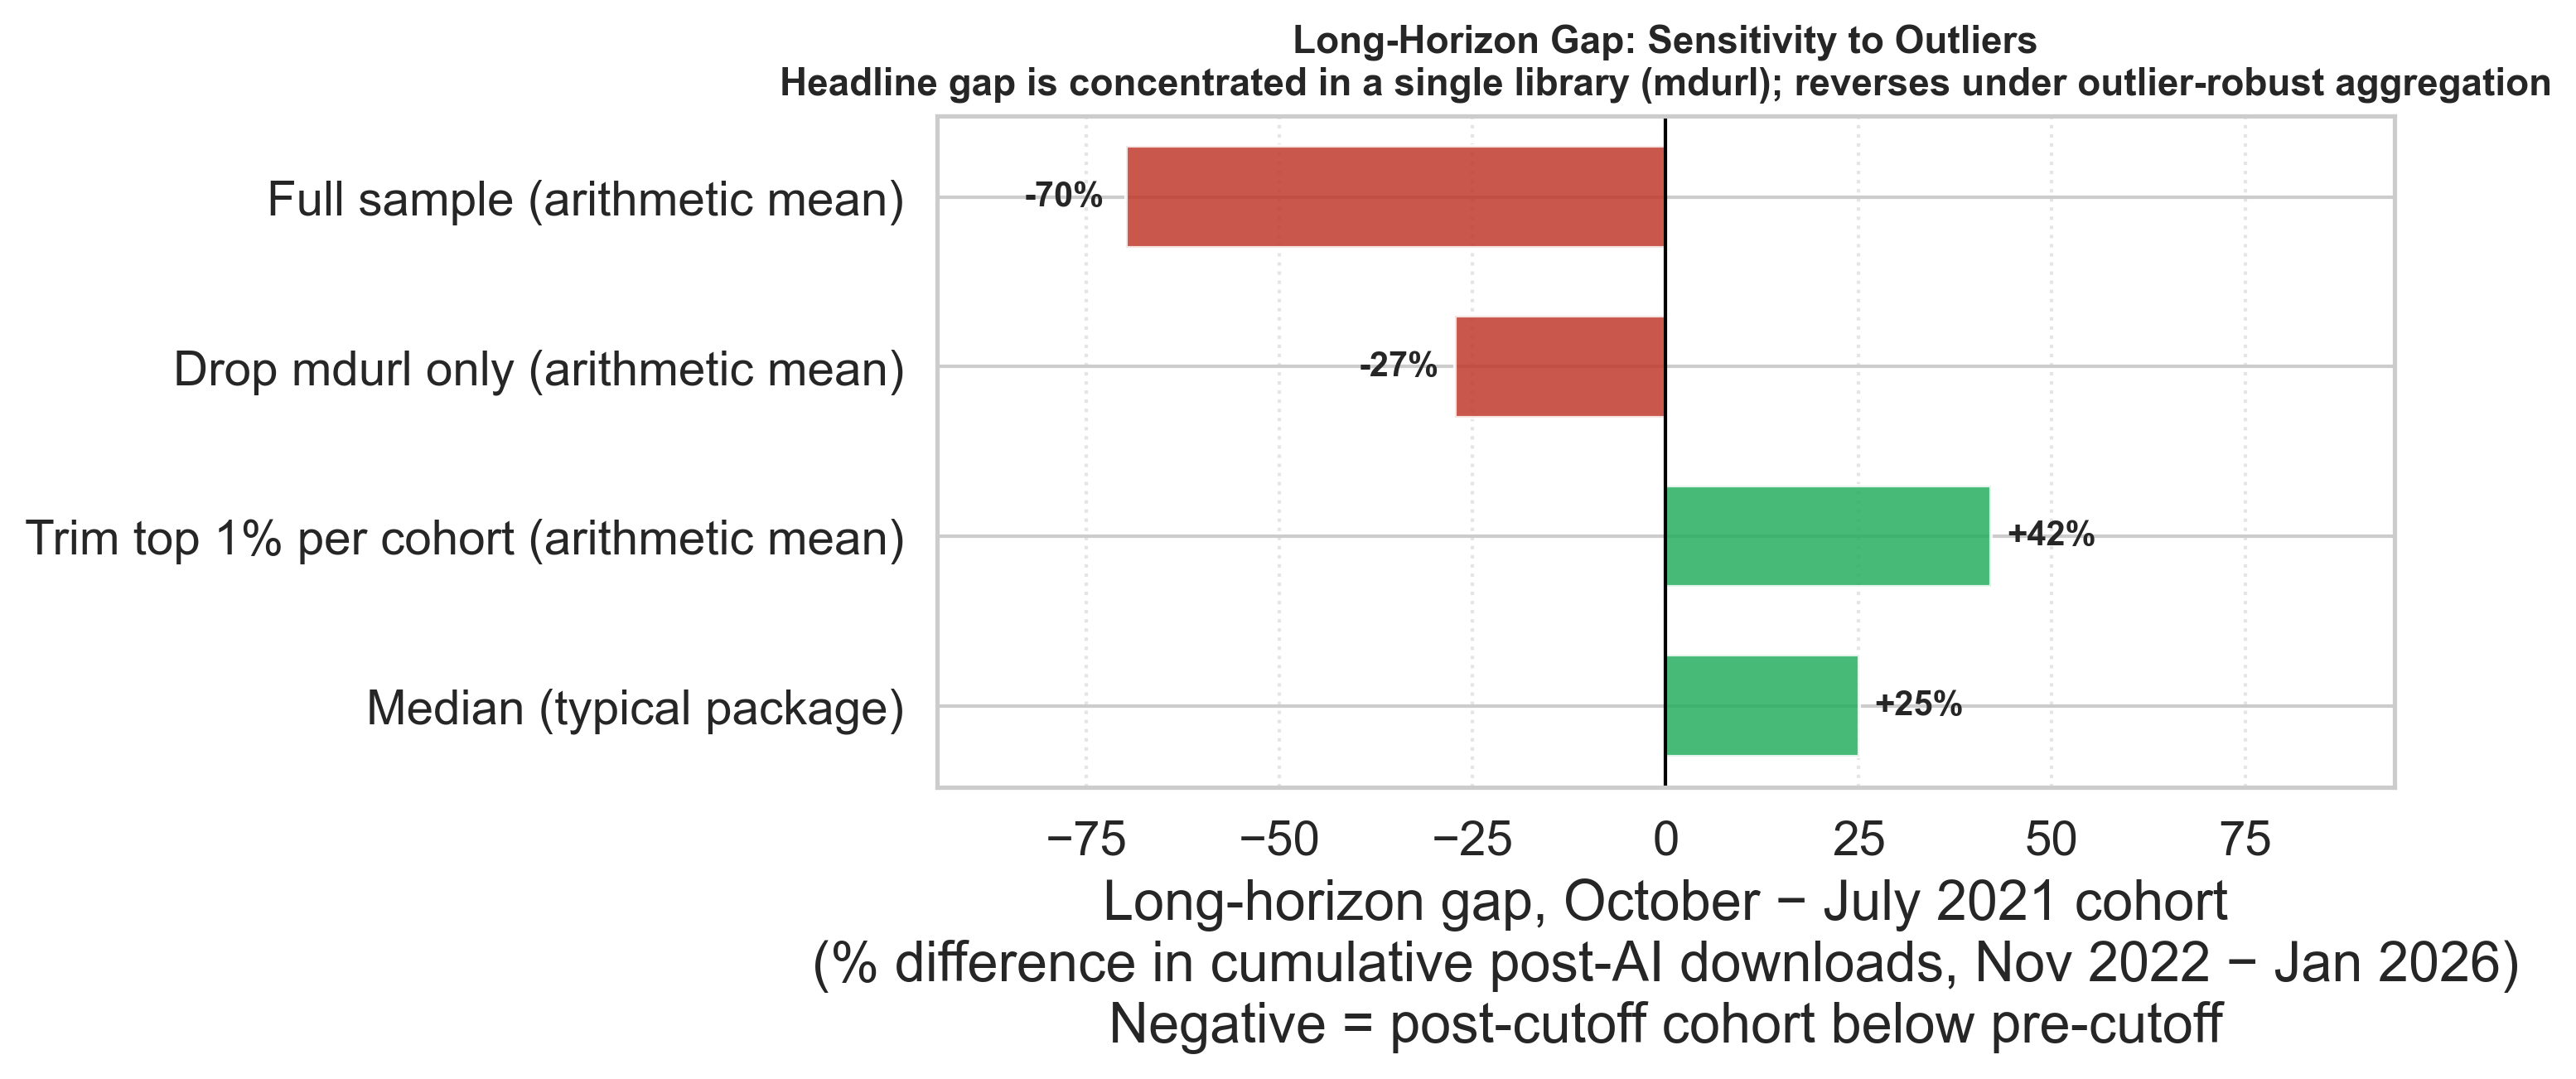 Long-Horizon Gap: Sensitivity to Outliers
Headline gap is concentrated in a single library (mdurl); reverses under outlier-robust aggregation
Full sample (arithmetic mean)
-70%
Drop mdurl only (arithmetic mean)
-27%
Trim top 1% per cohort (arithmetic mean)
+42%
Median (typical package)
+25%
−75 −50 −25 0 25 50 75
Long-horizon gap, October − July 2021 cohort
(% difference in cumulative post-AI downloads, Nov 2022 − Jan 2026)
Negative = post-cutoff cohort below pre-cutoff